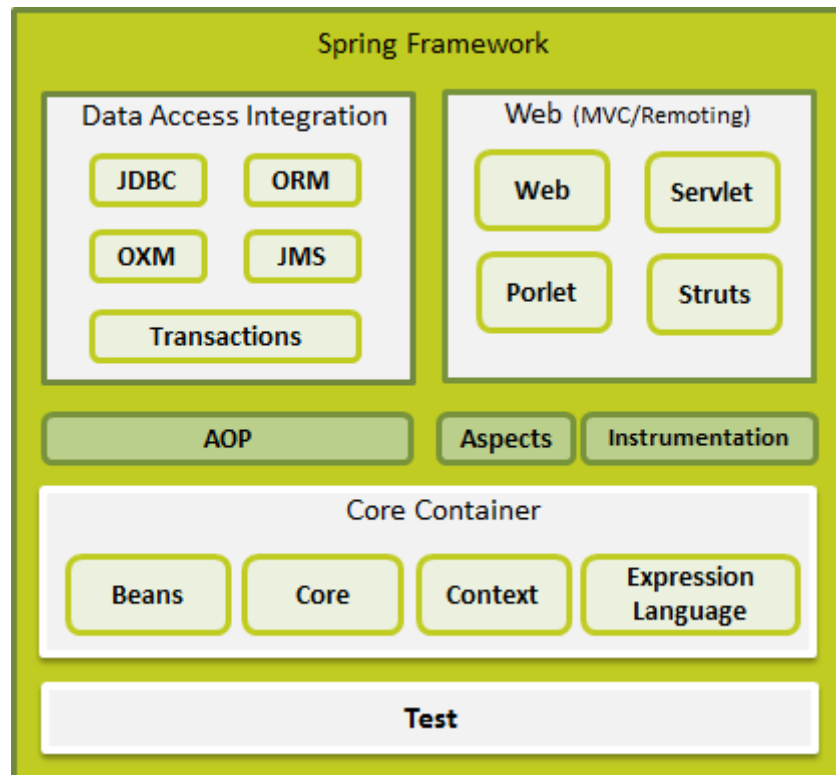 Spring Framework
Data Access Integration
JDBC
ORM
OXM
JMS
Transactions
Web (MVC/Remoting)
Web
Servlet
Porlet
Struts
AOP
Aspects
Instrumentation
Core Container
Beans
Core
Context
Expression
Language
Test